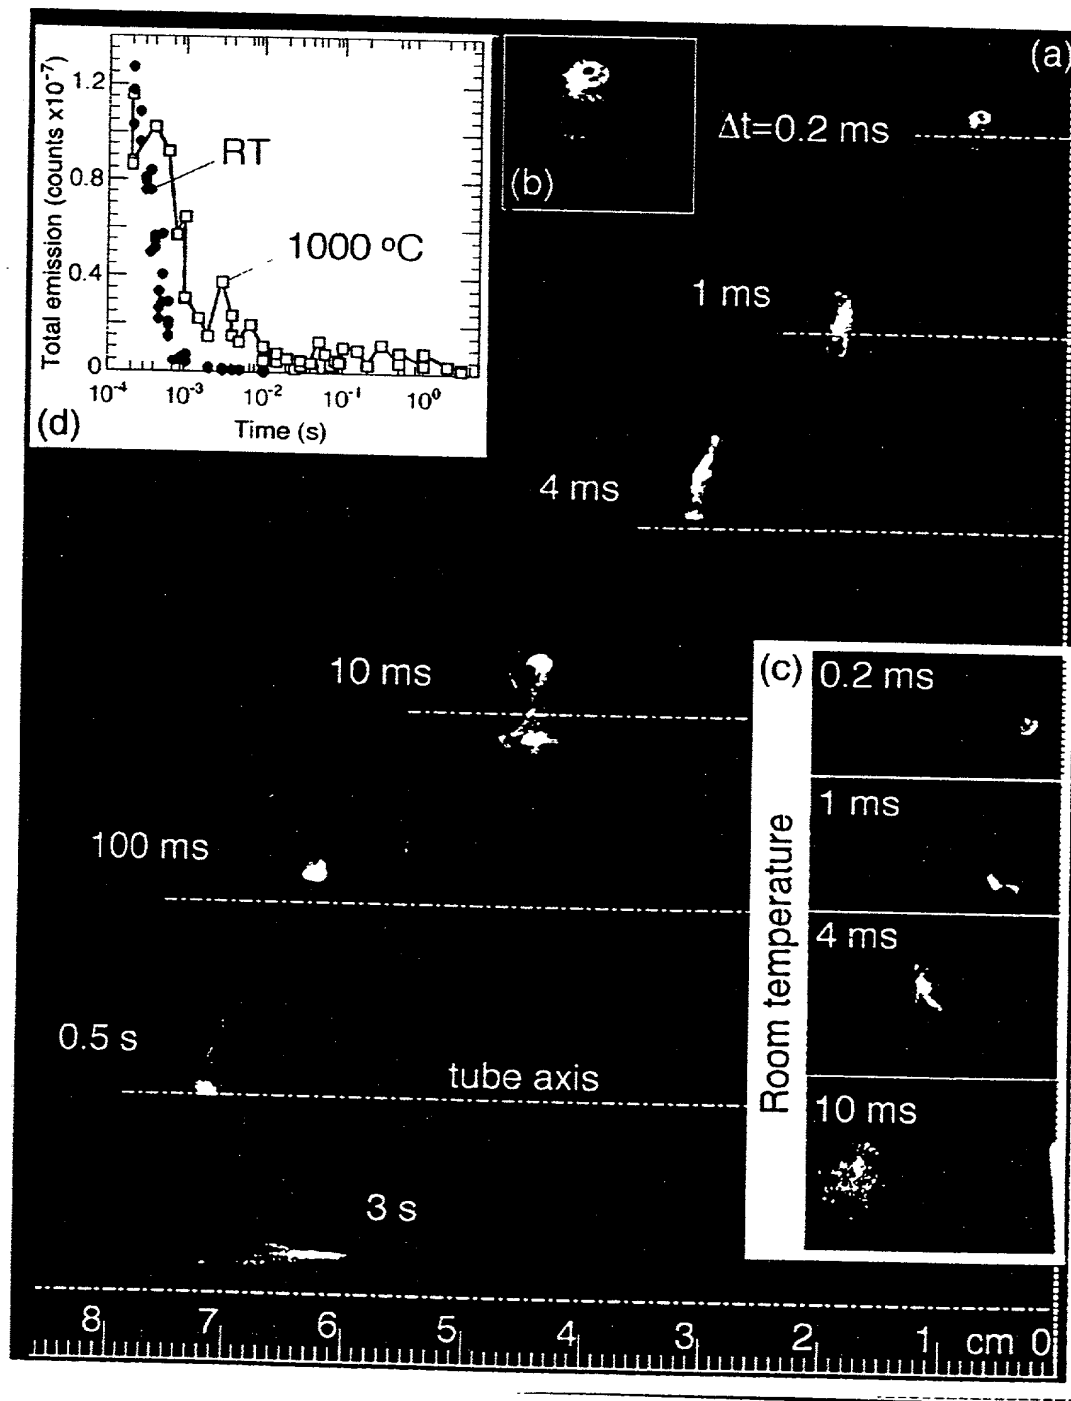 (a)
Δt=0.2 ms
(b)
1 ms
4 ms
10 ms
100 ms
0.5 s
tube axis
3 s
8 7 6 5 4 3 2 1 cm 0
(c)
Room temperature
0.2 ms
1 ms
4 ms
10 ms
(d)
Total emission (counts x10⁻⁷)
1.2
0.8
0.4
0
RT
1000 ºC
10⁻⁴ 10⁻³ 10⁻² 10⁻¹ 10⁰
Time (s)